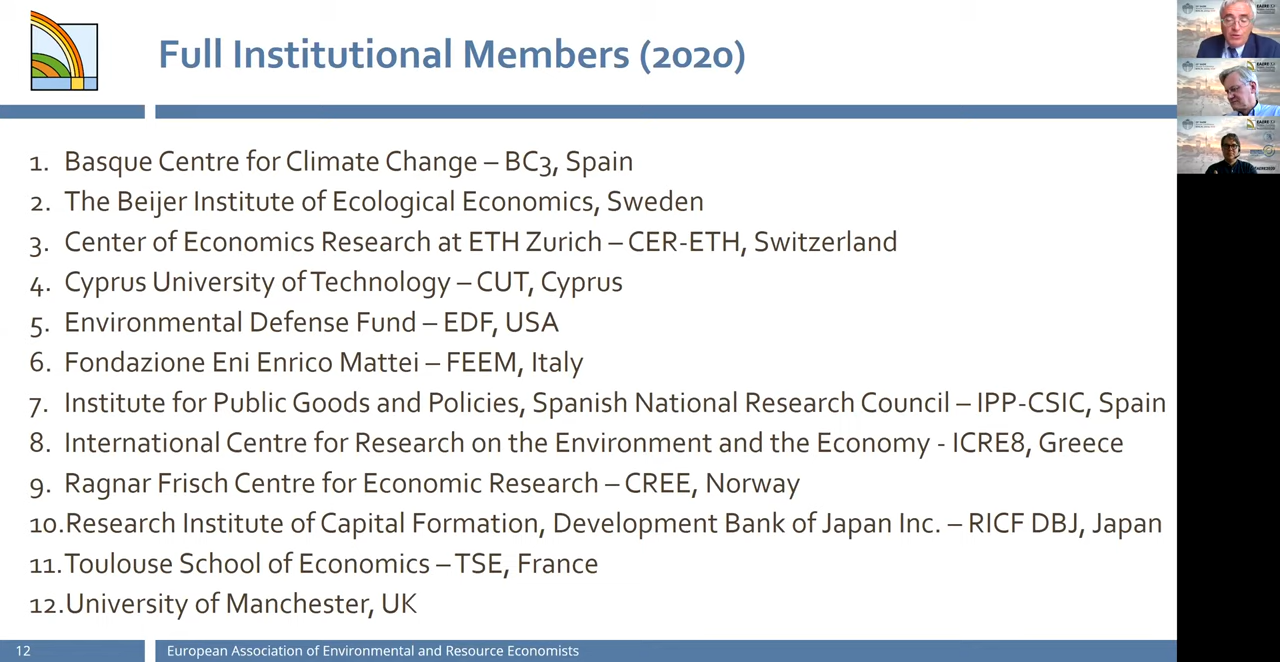 Full Institutional Members (2020)
1. Basque Centre for Climate Change – BC3, Spain
2. The Beijer Institute of Ecological Economics, Sweden
3. Center of Economics Research at ETH Zurich – CER-ETH, Switzerland
4. Cyprus University of Technology – CUT, Cyprus
5. Environmental Defense Fund – EDF, USA
6. Fondazione Eni Enrico Mattei – FEEM, Italy
7. Institute for Public Goods and Policies, Spanish National Research Council – IPP-CSIC, Spain
8. International Centre for Research on the Environment and the Economy - ICRE8, Greece
9. Ragnar Frisch Centre for Economic Research – CREE, Norway
10.Research Institute of Capital Formation, Development Bank of Japan Inc. – RICF DBJ, Japan
11.Toulouse School of Economics – TSE, France
12.University of Manchester, UK
12 European Association of Environmental and Resource Economists